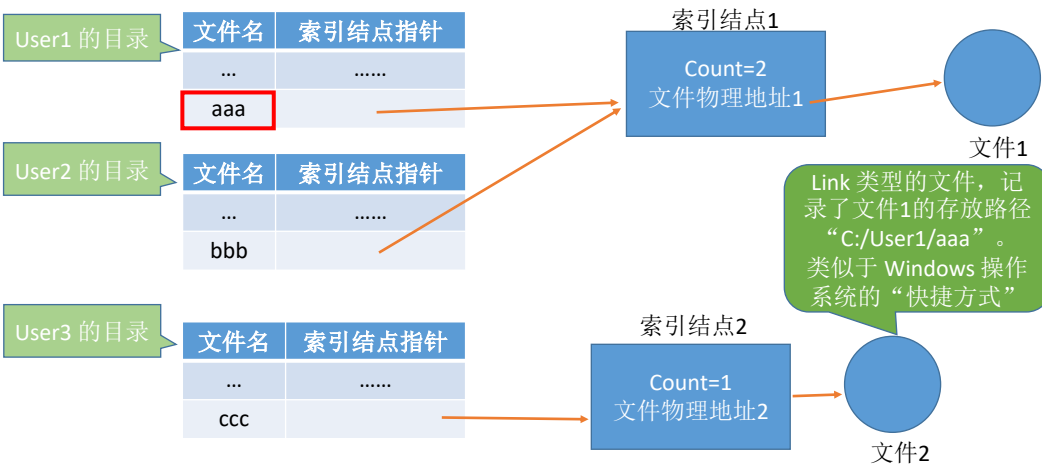 User1 的目录
文件名 索引结点指针
… ……
aaa
索引结点1
Count=2
文件物理地址1
文件1
User2 的目录
文件名 索引结点指针
… ……
bbb
Link 类型的文件，记
录了文件1的存放路径
“C:/User1/aaa”。
类似于 Windows 操作
系统的“快捷方式”
User3 的目录
文件名 索引结点指针
… ……
ccc
索引结点2
Count=1
文件物理地址2
文件2